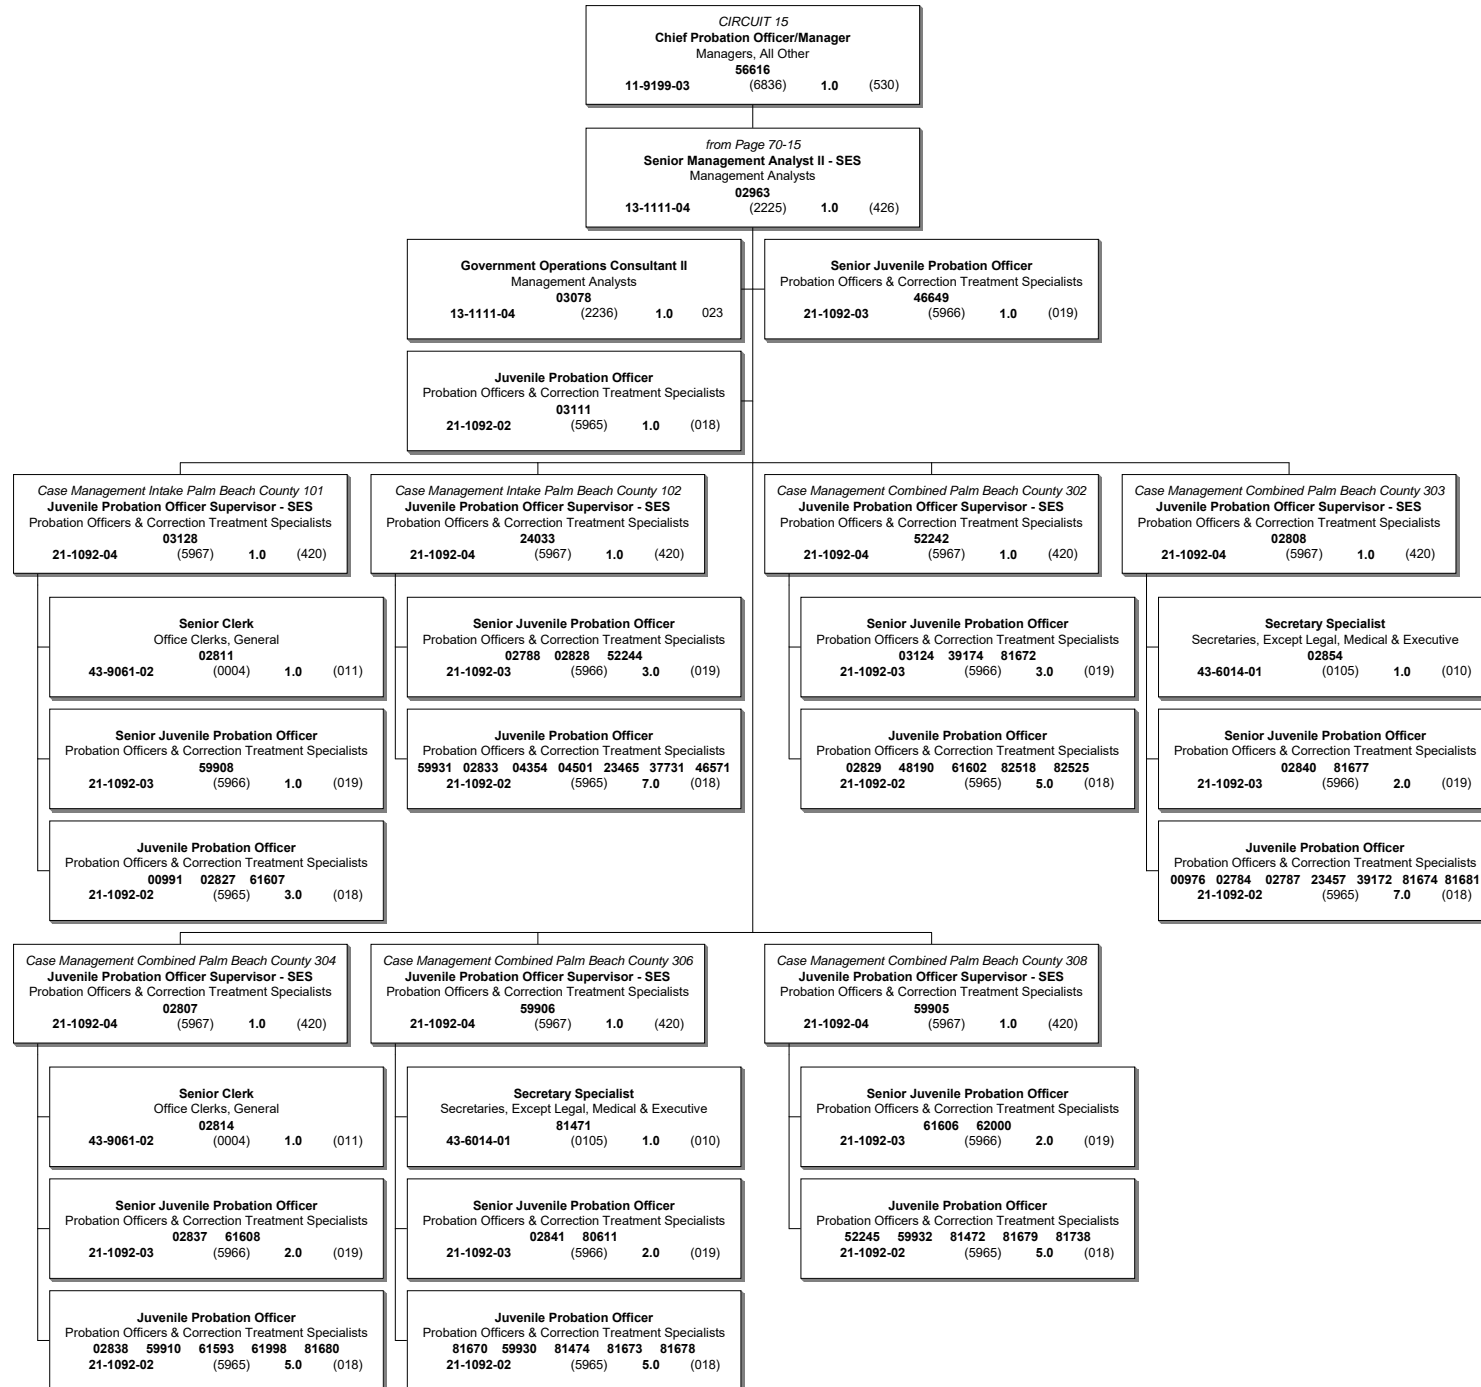 CIRCUIT 15
Chief Probation Officer/Manager
Managers, All Other
56616
11-9199-03 (6836) 1.0 (530)
from Page 70-15
Senior Management Analyst II - SES
Management Analysts
02963
13-1111-04 (2225) 1.0 (426)
Government Operations Consultant II
Management Analysts
03078
13-1111-04 (2236) 1.0 023
Senior Juvenile Probation Officer
Probation Officers & Correction Treatment Specialists
46649
21-1092-03 (5966) 1.0 (019)
Juvenile Probation Officer
Probation Officers & Correction Treatment Specialists
03111
21-1092-02 (5965) 1.0 (018)
Case Management Intake Palm Beach County 101
Juvenile Probation Officer Supervisor - SES
Probation Officers & Correction Treatment Specialists
03128
21-1092-04 (5967) 1.0 (420)
Senior Clerk
Office Clerks, General
02811
43-9061-02 (0004) 1.0 (011)
Senior Juvenile Probation Officer
Probation Officers & Correction Treatment Specialists
59908
21-1092-03 (5966) 1.0 (019)
Juvenile Probation Officer
Probation Officers & Correction Treatment Specialists
00991 02827 61607
21-1092-02 (5965) 3.0 (018)
Case Management Intake Palm Beach County 102
Juvenile Probation Officer Supervisor - SES
Probation Officers & Correction Treatment Specialists
24033
21-1092-04 (5967) 1.0 (420)
Senior Juvenile Probation Officer
Probation Officers & Correction Treatment Specialists
02788 02828 52244
21-1092-03 (5966) 3.0 (019)
Juvenile Probation Officer
Probation Officers & Correction Treatment Specialists
59931 02833 04354 04501 23465 37731 46571
21-1092-02 (5965) 7.0 (018)
Case Management Combined Palm Beach County 302
Juvenile Probation Officer Supervisor - SES
Probation Officers & Correction Treatment Specialists
52242
21-1092-04 (5967) 1.0 (420)
Senior Juvenile Probation Officer
Probation Officers & Correction Treatment Specialists
03124 39174 81672
21-1092-03 (5966) 3.0 (019)
Juvenile Probation Officer
Probation Officers & Correction Treatment Specialists
02829 48190 61602 82518 82525
21-1092-02 (5965) 5.0 (018)
Case Management Combined Palm Beach County 303
Juvenile Probation Officer Supervisor - SES
Probation Officers & Correction Treatment Specialists
02808
21-1092-04 (5967) 1.0 (420)
Secretary Specialist
Secretaries, Except Legal, Medical & Executive
02854
43-6014-01 (0105) 1.0 (010)
Senior Juvenile Probation Officer
Probation Officers & Correction Treatment Specialists
02840 81677
21-1092-03 (5966) 2.0 (019)
Juvenile Probation Officer
Probation Officers & Correction Treatment Specialists
00976 02784 02787 23457 39172 81674 81681
21-1092-02 (5965) 7.0 (018)
Case Management Combined Palm Beach County 304
Juvenile Probation Officer Supervisor - SES
Probation Officers & Correction Treatment Specialists
02807
21-1092-04 (5967) 1.0 (420)
Senior Clerk
Office Clerks, General
02814
43-9061-02 (0004) 1.0 (011)
Senior Juvenile Probation Officer
Probation Officers & Correction Treatment Specialists
02837 61608
21-1092-03 (5966) 2.0 (019)
Juvenile Probation Officer
Probation Officers & Correction Treatment Specialists
02838 59910 61593 61998 81680
21-1092-02 (5965) 5.0 (018)
Case Management Combined Palm Beach County 306
Juvenile Probation Officer Supervisor - SES
Probation Officers & Correction Treatment Specialists
59906
21-1092-04 (5967) 1.0 (420)
Secretary Specialist
Secretaries, Except Legal, Medical & Executive
81471
43-6014-01 (0105) 1.0 (010)
Senior Juvenile Probation Officer
Probation Officers & Correction Treatment Specialists
02841 80611
21-1092-03 (5966) 2.0 (019)
Juvenile Probation Officer
Probation Officers & Correction Treatment Specialists
81670 59930 81474 81673 81678
21-1092-02 (5965) 5.0 (018)
Case Management Combined Palm Beach County 308
Juvenile Probation Officer Supervisor - SES
Probation Officers & Correction Treatment Specialists
59905
21-1092-04 (5967) 1.0 (420)
Senior Juvenile Probation Officer
Probation Officers & Correction Treatment Specialists
61606 62000
21-1092-03 (5966) 2.0 (019)
Juvenile Probation Officer
Probation Officers & Correction Treatment Specialists
52245 59932 81472 81679 81738
21-1092-02 (5965) 5.0 (018)